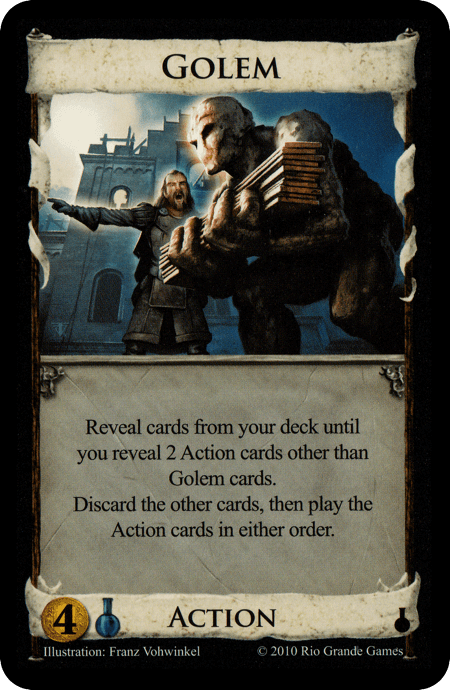 GOLEM
Reveal cards from your deck until
you reveal 2 Action cards other than
Golem cards.
Discard the other cards, then play the
Action cards in either order.
4 ACTION
Illustration: Franz Vohwinkel © 2010 Rio Grande Games